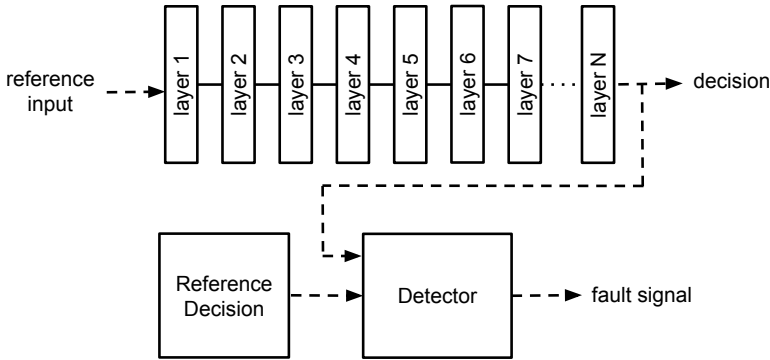 reference
input
layer 1
layer 2
layer 3
layer 4
layer 5
layer 6
layer 7
. . .
layer N
decision
Reference
Decision
Detector
fault signal